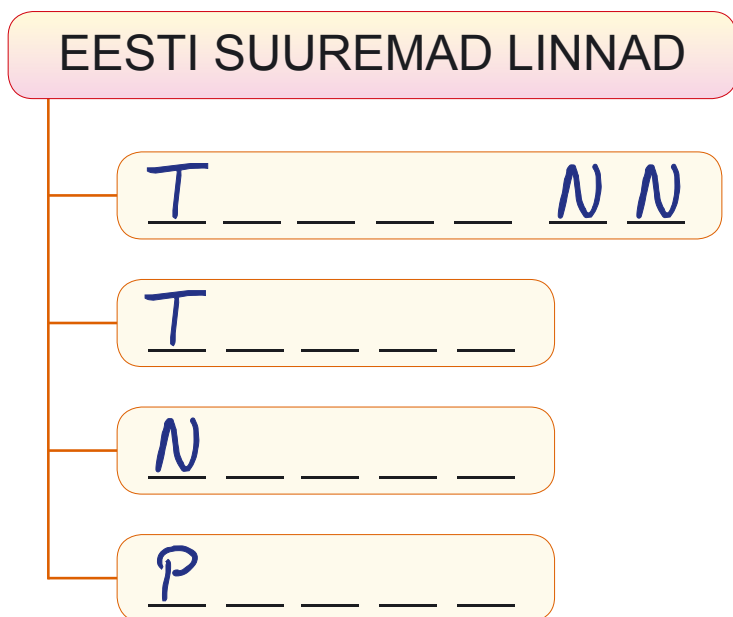 EESTI SUUREMAD LINNAD
T _ _ _ _ N N
T _ _ _ _
N _ _ _ _
P _ _ _ _